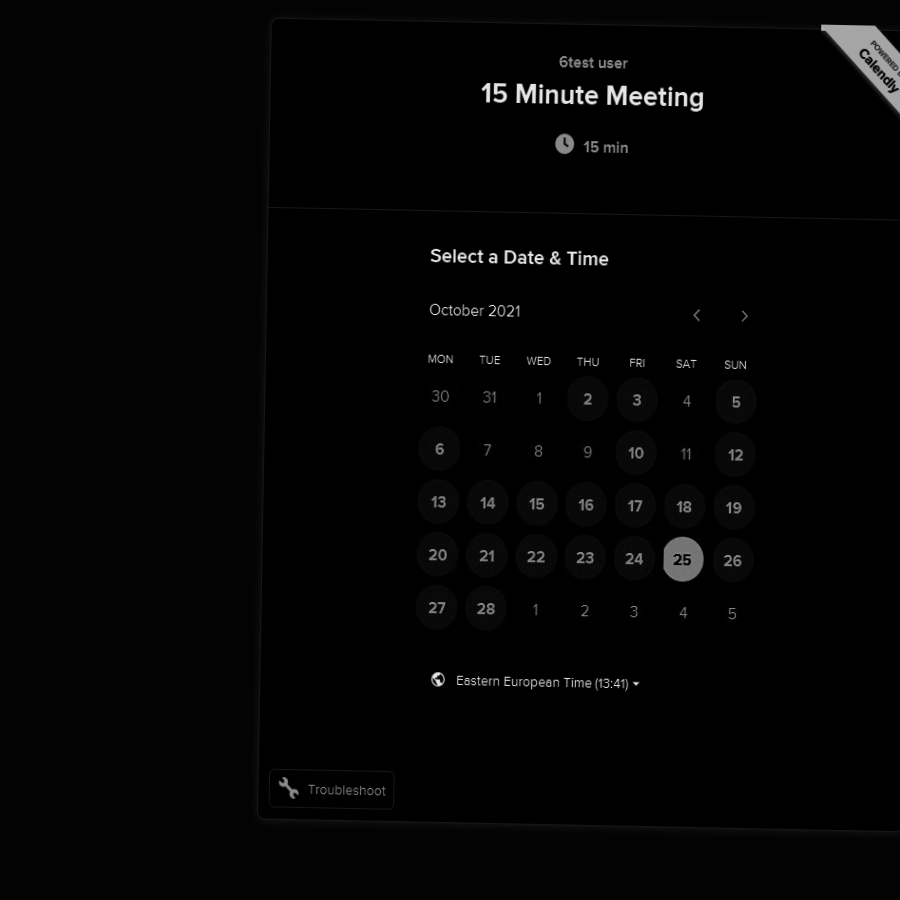 POWERED
Calendly
6test user
15 Minute Meeting
15 min
Select a Date & Time
October 2021
MON TUE WED THU FRI SAT SUN
30 31 1 2 3 4 5
6 7 8 9 10 11 12
13 14 15 16 17 18 19
20 21 22 23 24 25 26
27 28 1 2 3 4 5
Eastern European Time (13:41)
Troubleshoot